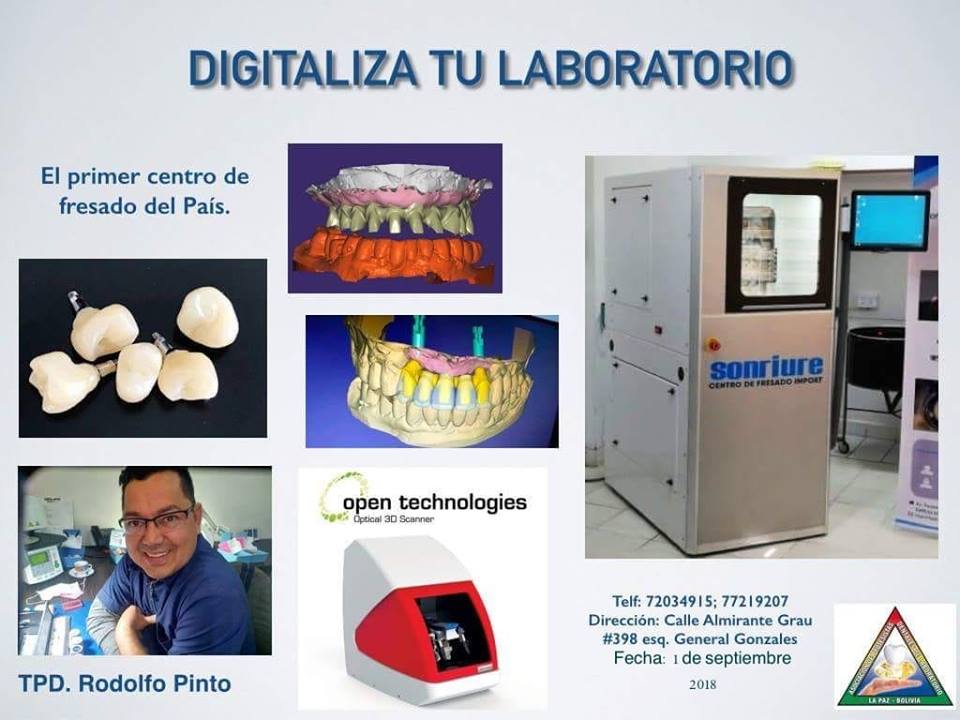 DIGITALIZA TU LABORATORIO
El primer centro de
fresado del País.
sonriure
CENTRO DE FRESADO IMPORT
open technologies
Optical 3D Scanner
Telf: 72034915; 77219207
Dirección: Calle Almirante Grau
#398 esq. General Gonzales
Fecha: 1 de septiembre
2018
TPD. Rodolfo Pinto
LA PAZ - BOLIVIA